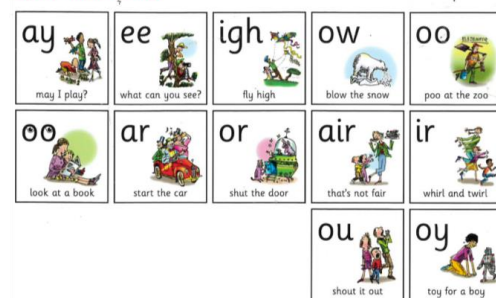 ay
may I play?
ee
what can you see?
igh
fly high
ow
blow the snow
oo
poo at the zoo
oo
look at a book
ar
start the car
or
shut the door
air
that's not fair
ir
whirl and twirl
ou
shout it out
oy
toy for a boy